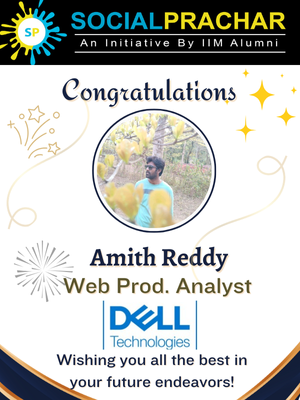 SP
SOCIALPRACHAR
An Initiative By IIM Alumni
Congratulations
Amith Reddy
Web Prod. Analyst
DELL
Technologies
Wishing you all the best in
your future endeavors!